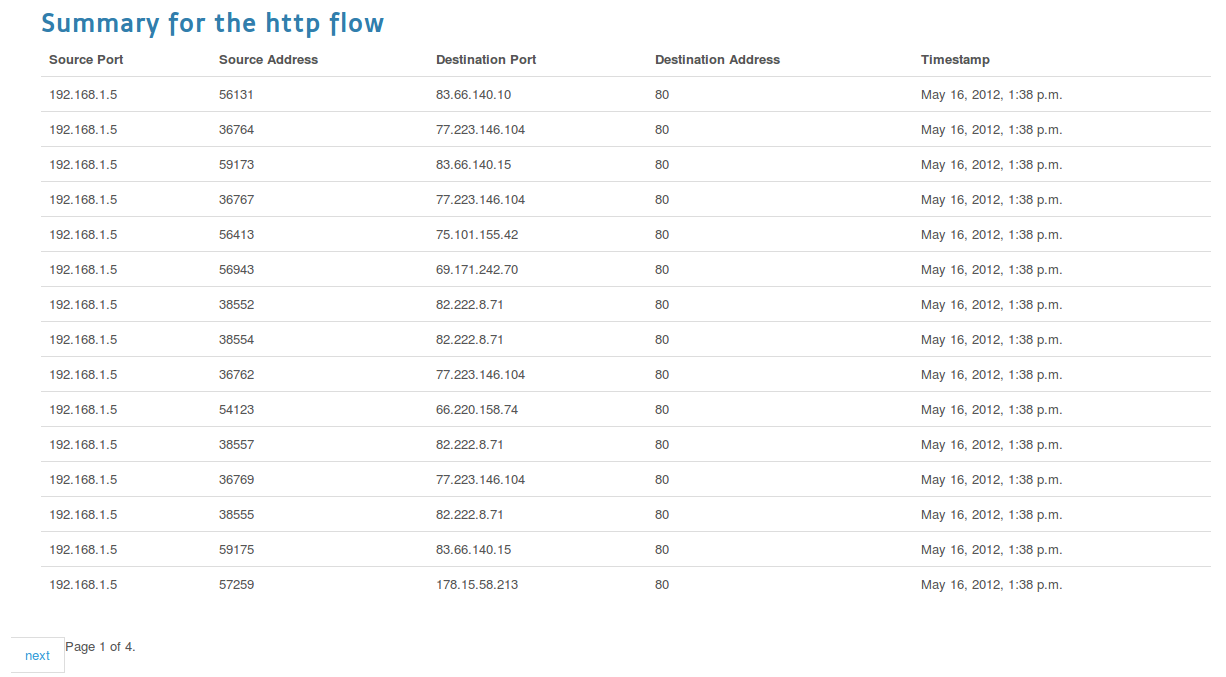 Summary for the http flow
Source Port Source Address Destination Port Destination Address Timestamp
192.168.1.5 56131 83.66.140.10 80 May 16, 2012, 1:38 p.m.
192.168.1.5 36764 77.223.146.104 80 May 16, 2012, 1:38 p.m.
192.168.1.5 59173 83.66.140.15 80 May 16, 2012, 1:38 p.m.
192.168.1.5 36767 77.223.146.104 80 May 16, 2012, 1:38 p.m.
192.168.1.5 56413 75.101.155.42 80 May 16, 2012, 1:38 p.m.
192.168.1.5 56943 69.171.242.70 80 May 16, 2012, 1:38 p.m.
192.168.1.5 38552 82.222.8.71 80 May 16, 2012, 1:38 p.m.
192.168.1.5 38554 82.222.8.71 80 May 16, 2012, 1:38 p.m.
192.168.1.5 36762 77.223.146.104 80 May 16, 2012, 1:38 p.m.
192.168.1.5 54123 66.220.158.74 80 May 16, 2012, 1:38 p.m.
192.168.1.5 38557 82.222.8.71 80 May 16, 2012, 1:38 p.m.
192.168.1.5 36769 77.223.146.104 80 May 16, 2012, 1:38 p.m.
192.168.1.5 38555 82.222.8.71 80 May 16, 2012, 1:38 p.m.
192.168.1.5 59175 83.66.140.15 80 May 16, 2012, 1:38 p.m.
192.168.1.5 57259 178.15.58.213 80 May 16, 2012, 1:38 p.m.
next Page 1 of 4.